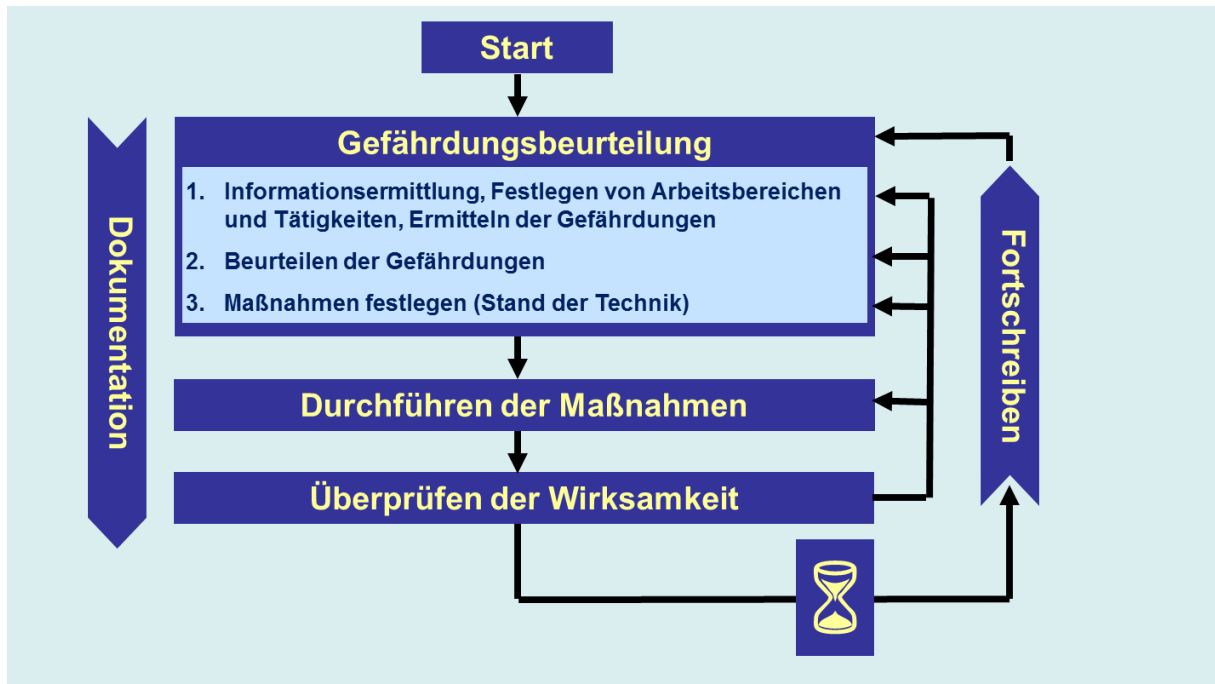 Start
Gefährdungsbeurteilung
1. Informationsermittlung, Festlegen von Arbeitsbereichen
und Tätigkeiten, Ermitteln der Gefährdungen
2. Beurteilen der Gefährdungen
3. Maßnahmen festlegen (Stand der Technik)
Durchführen der Maßnahmen
Überprüfen der Wirksamkeit
Dokumentation
Fortschreiben